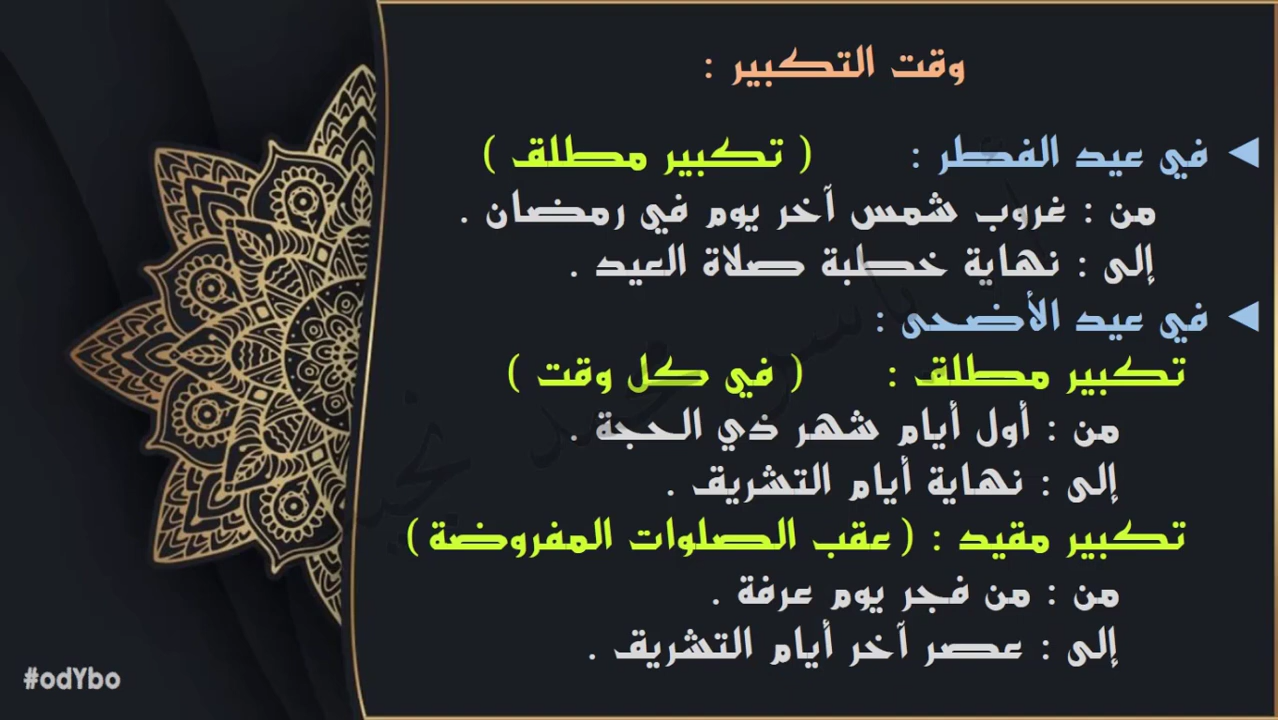 وقت التكبير :
في عيد الفطر : ( تكبير مطلق )
من : غروب شمس آخر يوم في رمضان .
إلى : نهاية خطبة صلاة العيد .
في عيد الأضحى :
تكبير مطلق : ( في كل وقت )
من : أول أيام شهر ذي الحجة .
إلى : نهاية أيام التشريق .
تكبير مقيد : ( عقب الصلوات المفروضة )
من : من فجر يوم عرفة .
إلى : عصر آخر أيام التشريق .
#odYbo